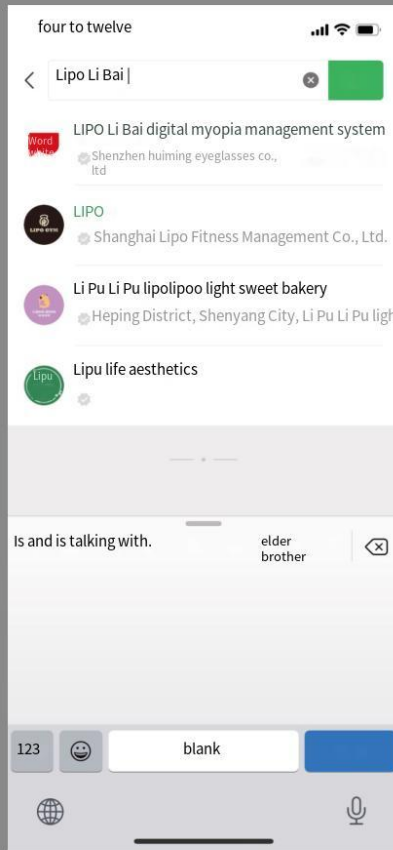 four to twelve
Lipo Li Bai
LIPO Li Bai digital myopia management system
Word
white
Shenzhen huiming eyeglasses co.,
ltd
LIPO
LIPO GYM
Shanghai Lipo Fitness Management Co., Ltd.
Li Pu Li Pu lipolipoo light sweet bakery
Heping District, Shenyang City, Li Pu Li Pu ligh
Lipu life aesthetics
Lipu
Is and is talking with.
elder
brother
123
blank